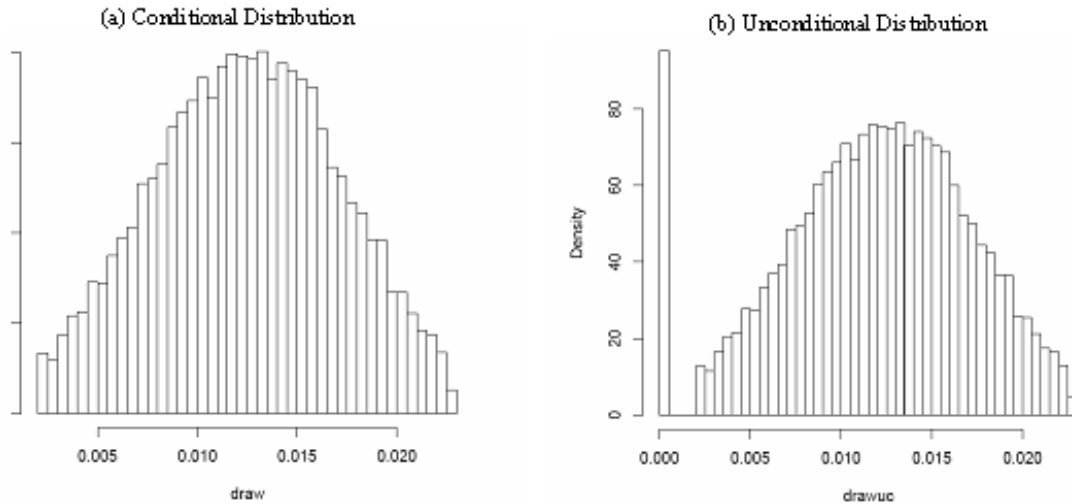 (a) Conditional Distribution
0.005 0.010 0.015 0.020
draw
(b) Unconditional Distribution
Density
80
60
40
20
0
0.000 0.005 0.010 0.015 0.020
drawuc